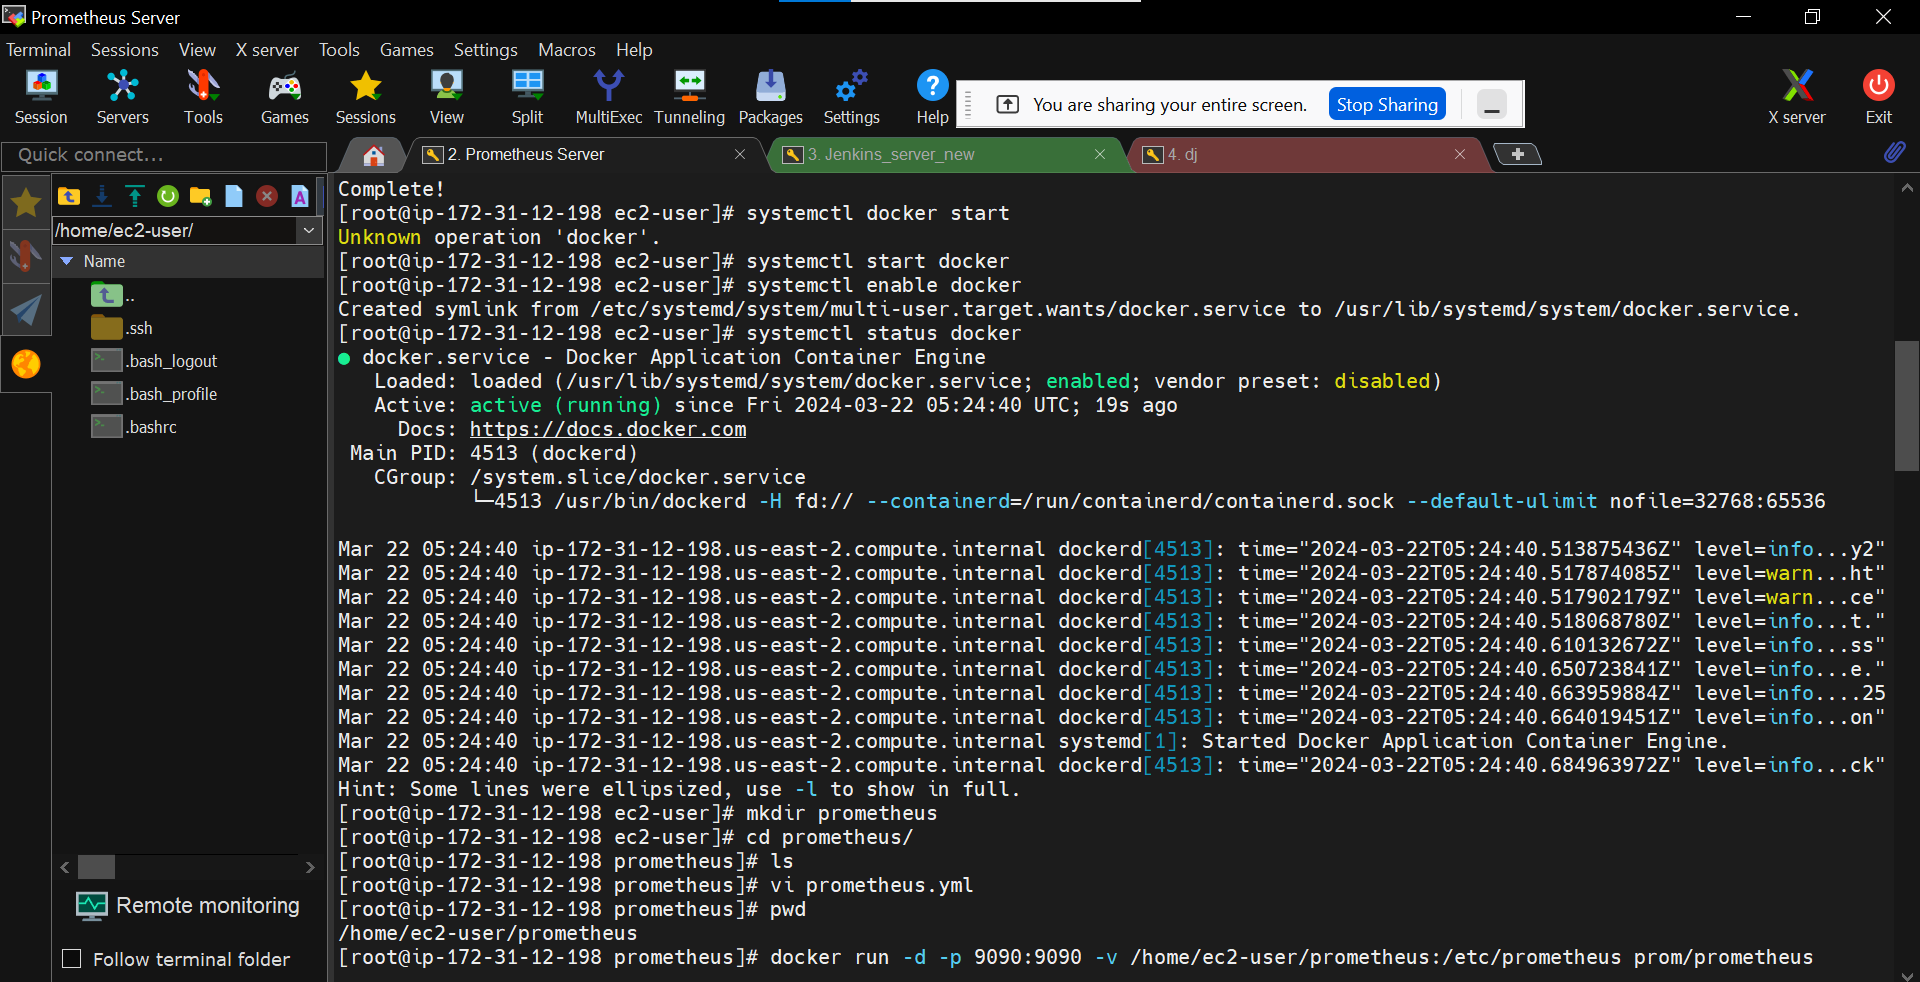 Prometheus Server
Terminal Sessions View X server Tools Games Settings Macros Help
Session Servers Tools Games Sessions View Split MultiExec Tunneling Packages Settings Help
You are sharing your entire screen. Stop Sharing
X server Exit
Quick connect...
2. Prometheus Server
3. Jenkins_server_new
4. dj
/home/ec2-user/
Name
..
.ssh
.bash_logout
.bash_profile
.bashrc
Remote monitoring
Follow terminal folder
Complete!
[root@ip-172-31-12-198 ec2-user]# systemctl docker start
Unknown operation 'docker'.
[root@ip-172-31-12-198 ec2-user]# systemctl start docker
[root@ip-172-31-12-198 ec2-user]# systemctl enable docker
Created symlink from /etc/systemd/system/multi-user.target.wants/docker.service to /usr/lib/systemd/system/docker.service.
[root@ip-172-31-12-198 ec2-user]# systemctl status docker
● docker.service - Docker Application Container Engine
Loaded: loaded (/usr/lib/systemd/system/docker.service; enabled; vendor preset: disabled)
Active: active (running) since Fri 2024-03-22 05:24:40 UTC; 19s ago
Docs: https://docs.docker.com
Main PID: 4513 (dockerd)
CGroup: /system.slice/docker.service
└─4513 /usr/bin/dockerd -H fd:// --containerd=/run/containerd/containerd.sock --default-ulimit nofile=32768:65536
Mar 22 05:24:40 ip-172-31-12-198.us-east-2.compute.internal dockerd[4513]: time="2024-03-22T05:24:40.513875436Z" level=info...y2"
Mar 22 05:24:40 ip-172-31-12-198.us-east-2.compute.internal dockerd[4513]: time="2024-03-22T05:24:40.517874085Z" level=warn...ht"
Mar 22 05:24:40 ip-172-31-12-198.us-east-2.compute.internal dockerd[4513]: time="2024-03-22T05:24:40.517902179Z" level=warn...ce"
Mar 22 05:24:40 ip-172-31-12-198.us-east-2.compute.internal dockerd[4513]: time="2024-03-22T05:24:40.518068780Z" level=info...t."
Mar 22 05:24:40 ip-172-31-12-198.us-east-2.compute.internal dockerd[4513]: time="2024-03-22T05:24:40.610132672Z" level=info...ss"
Mar 22 05:24:40 ip-172-31-12-198.us-east-2.compute.internal dockerd[4513]: time="2024-03-22T05:24:40.650723841Z" level=info...e."
Mar 22 05:24:40 ip-172-31-12-198.us-east-2.compute.internal dockerd[4513]: time="2024-03-22T05:24:40.663959884Z" level=info....25
Mar 22 05:24:40 ip-172-31-12-198.us-east-2.compute.internal dockerd[4513]: time="2024-03-22T05:24:40.664019451Z" level=info...on"
Mar 22 05:24:40 ip-172-31-12-198.us-east-2.compute.internal systemd[1]: Started Docker Application Container Engine.
Mar 22 05:24:40 ip-172-31-12-198.us-east-2.compute.internal dockerd[4513]: time="2024-03-22T05:24:40.684963972Z" level=info...ck"
Hint: Some lines were ellipsized, use -l to show in full.
[root@ip-172-31-12-198 ec2-user]# mkdir prometheus
[root@ip-172-31-12-198 ec2-user]# cd prometheus/
[root@ip-172-31-12-198 prometheus]# ls
[root@ip-172-31-12-198 prometheus]# vi prometheus.yml
[root@ip-172-31-12-198 prometheus]# pwd
/home/ec2-user/prometheus
[root@ip-172-31-12-198 prometheus]# docker run -d -p 9090:9090 -v /home/ec2-user/prometheus:/etc/prometheus prom/prometheus